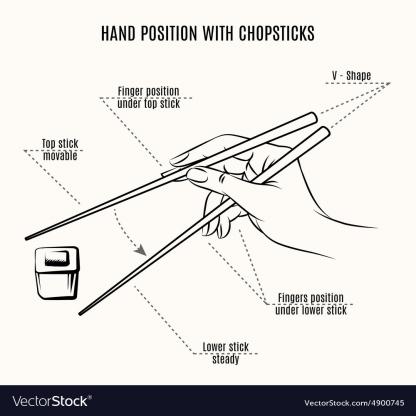 HAND POSITION WITH CHOPSTICKS
V - Shape
Finger position
under top stick
Top stick
movable
Fingers position
under lower stick
Lower stick
steady
VectorStock®
VectorStock.com/4900745